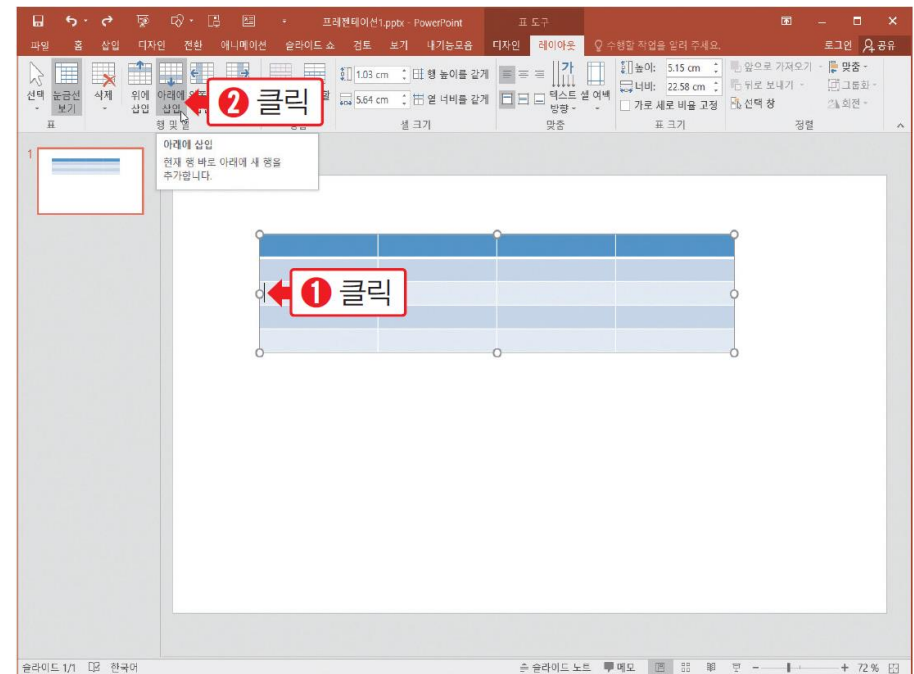 프레젠테이션1.pptx - PowerPoint 표 도구
파일 홈 삽입 디자인 전환 애니메이션 슬라이드 쇼 검토 보기 내기능모음 디자인 레이아웃 수행할 작업을 알려 주세요. 로그인 공유
선택 눈금선 보기 삭제 위에 삽입 아래에 삽입
1.03 cm 행 높이를 같게
5.64 cm 열 너비를 같게
가
텍스트 방향 셀 여백
높이: 5.15 cm
너비: 22.58 cm
가로 세로 비율 고정
앞으로 가져오기 맞춤
뒤로 보내기 그룹화
선택 창 회전
표 행 및 열 셀 크기 맞춤 표 크기 정렬
❷ 클릭
아래에 삽입
현재 행 바로 아래에 새 행을
추가합니다.
1
❶ 클릭
슬라이드 1/1 한국어 슬라이드 노트 메모 72 %